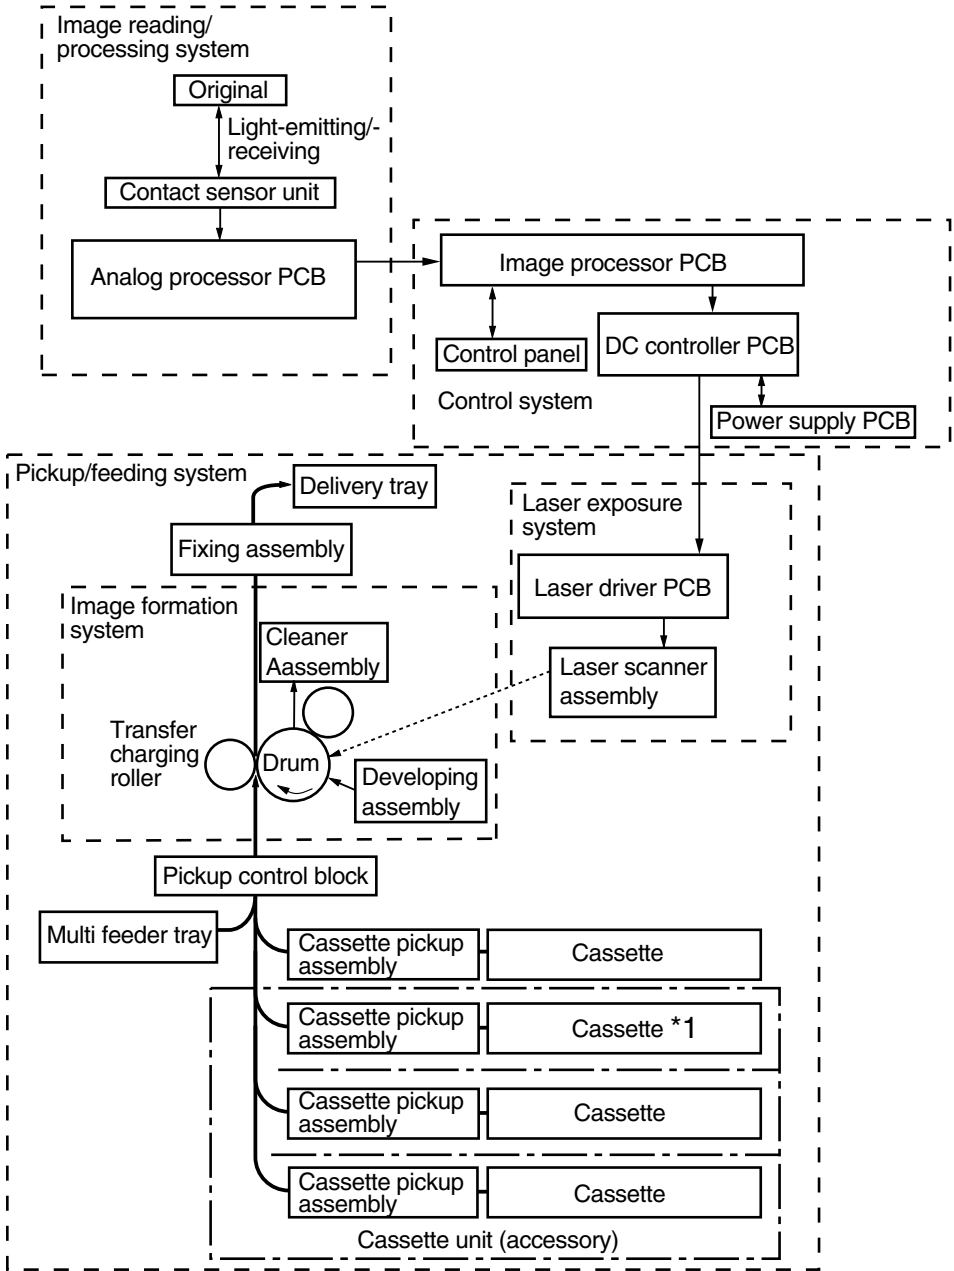 Image reading/
processing system
Original
Light-emitting/-
receiving
Contact sensor unit
Analog processor PCB
Image processor PCB
Control panel
DC controller PCB
Control system
Power supply PCB
Pickup/feeding system
Delivery tray
Fixing assembly
Laser exposure
system
Laser driver PCB
Laser scanner
assembly
Image formation
system
Cleaner
Aassembly
Transfer
charging
roller
Drum
Developing
assembly
Pickup control block
Multi feeder tray
Cassette pickup
assembly
Cassette
Cassette pickup
assembly
Cassette *1
Cassette pickup
assembly
Cassette
Cassette pickup
assembly
Cassette
Cassette unit (accessory)